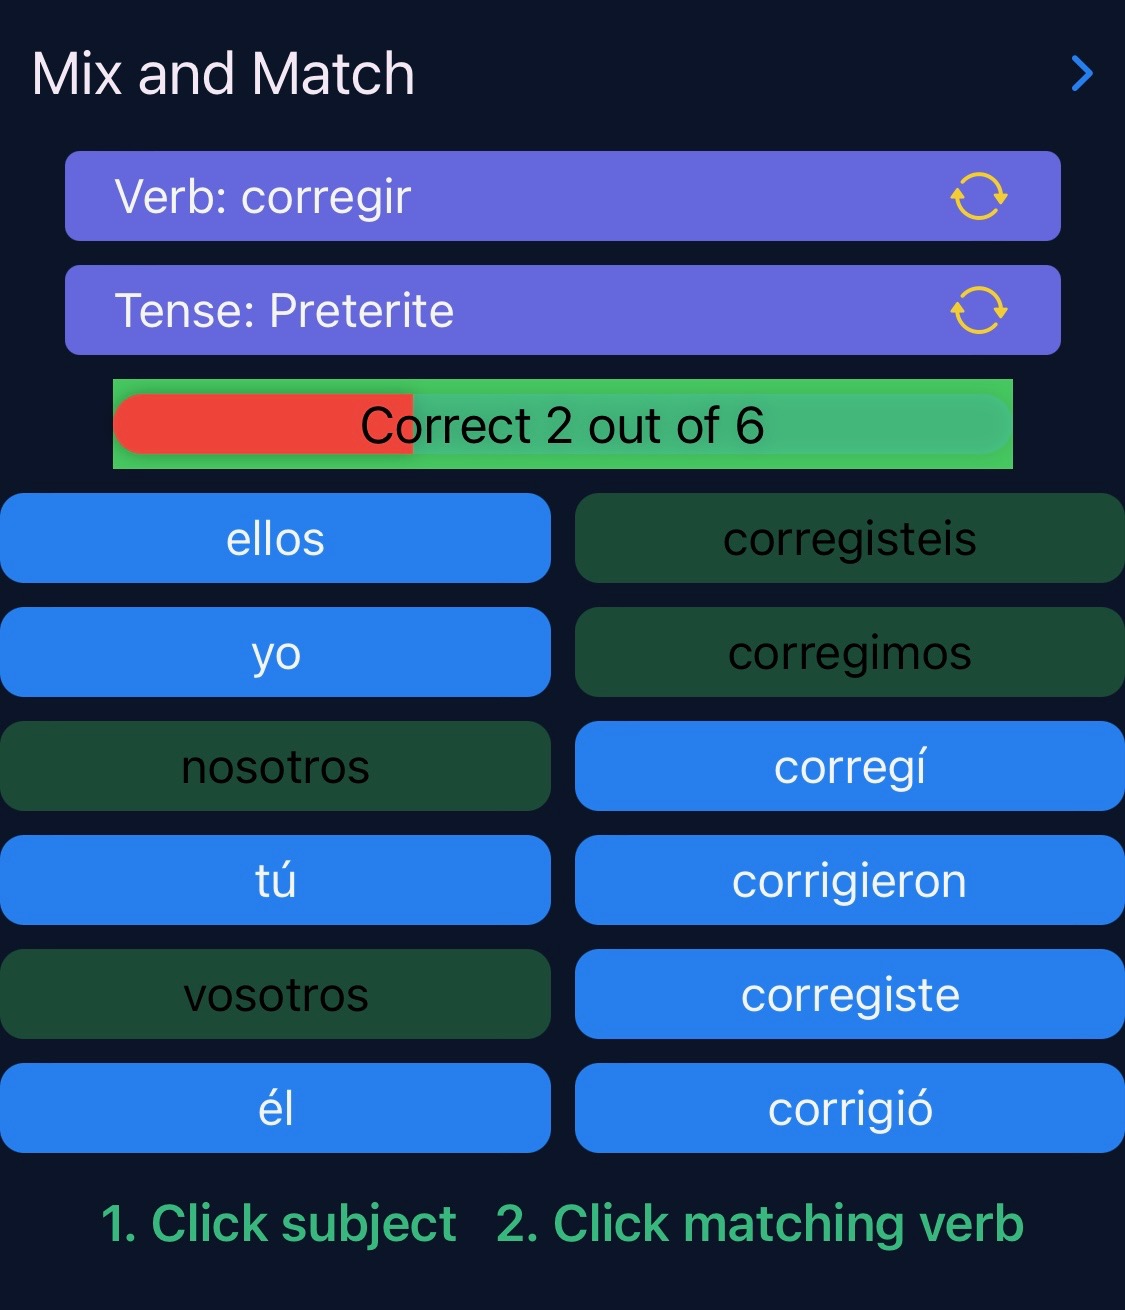 Mix and Match
Verb: corregir
Tense: Preterite
Correct 2 out of 6
ellos corregisteis
yo corregimos
nosotros corregí
tú corrigieron
vosotros corregiste
él corrigió
1. Click subject 2. Click matching verb